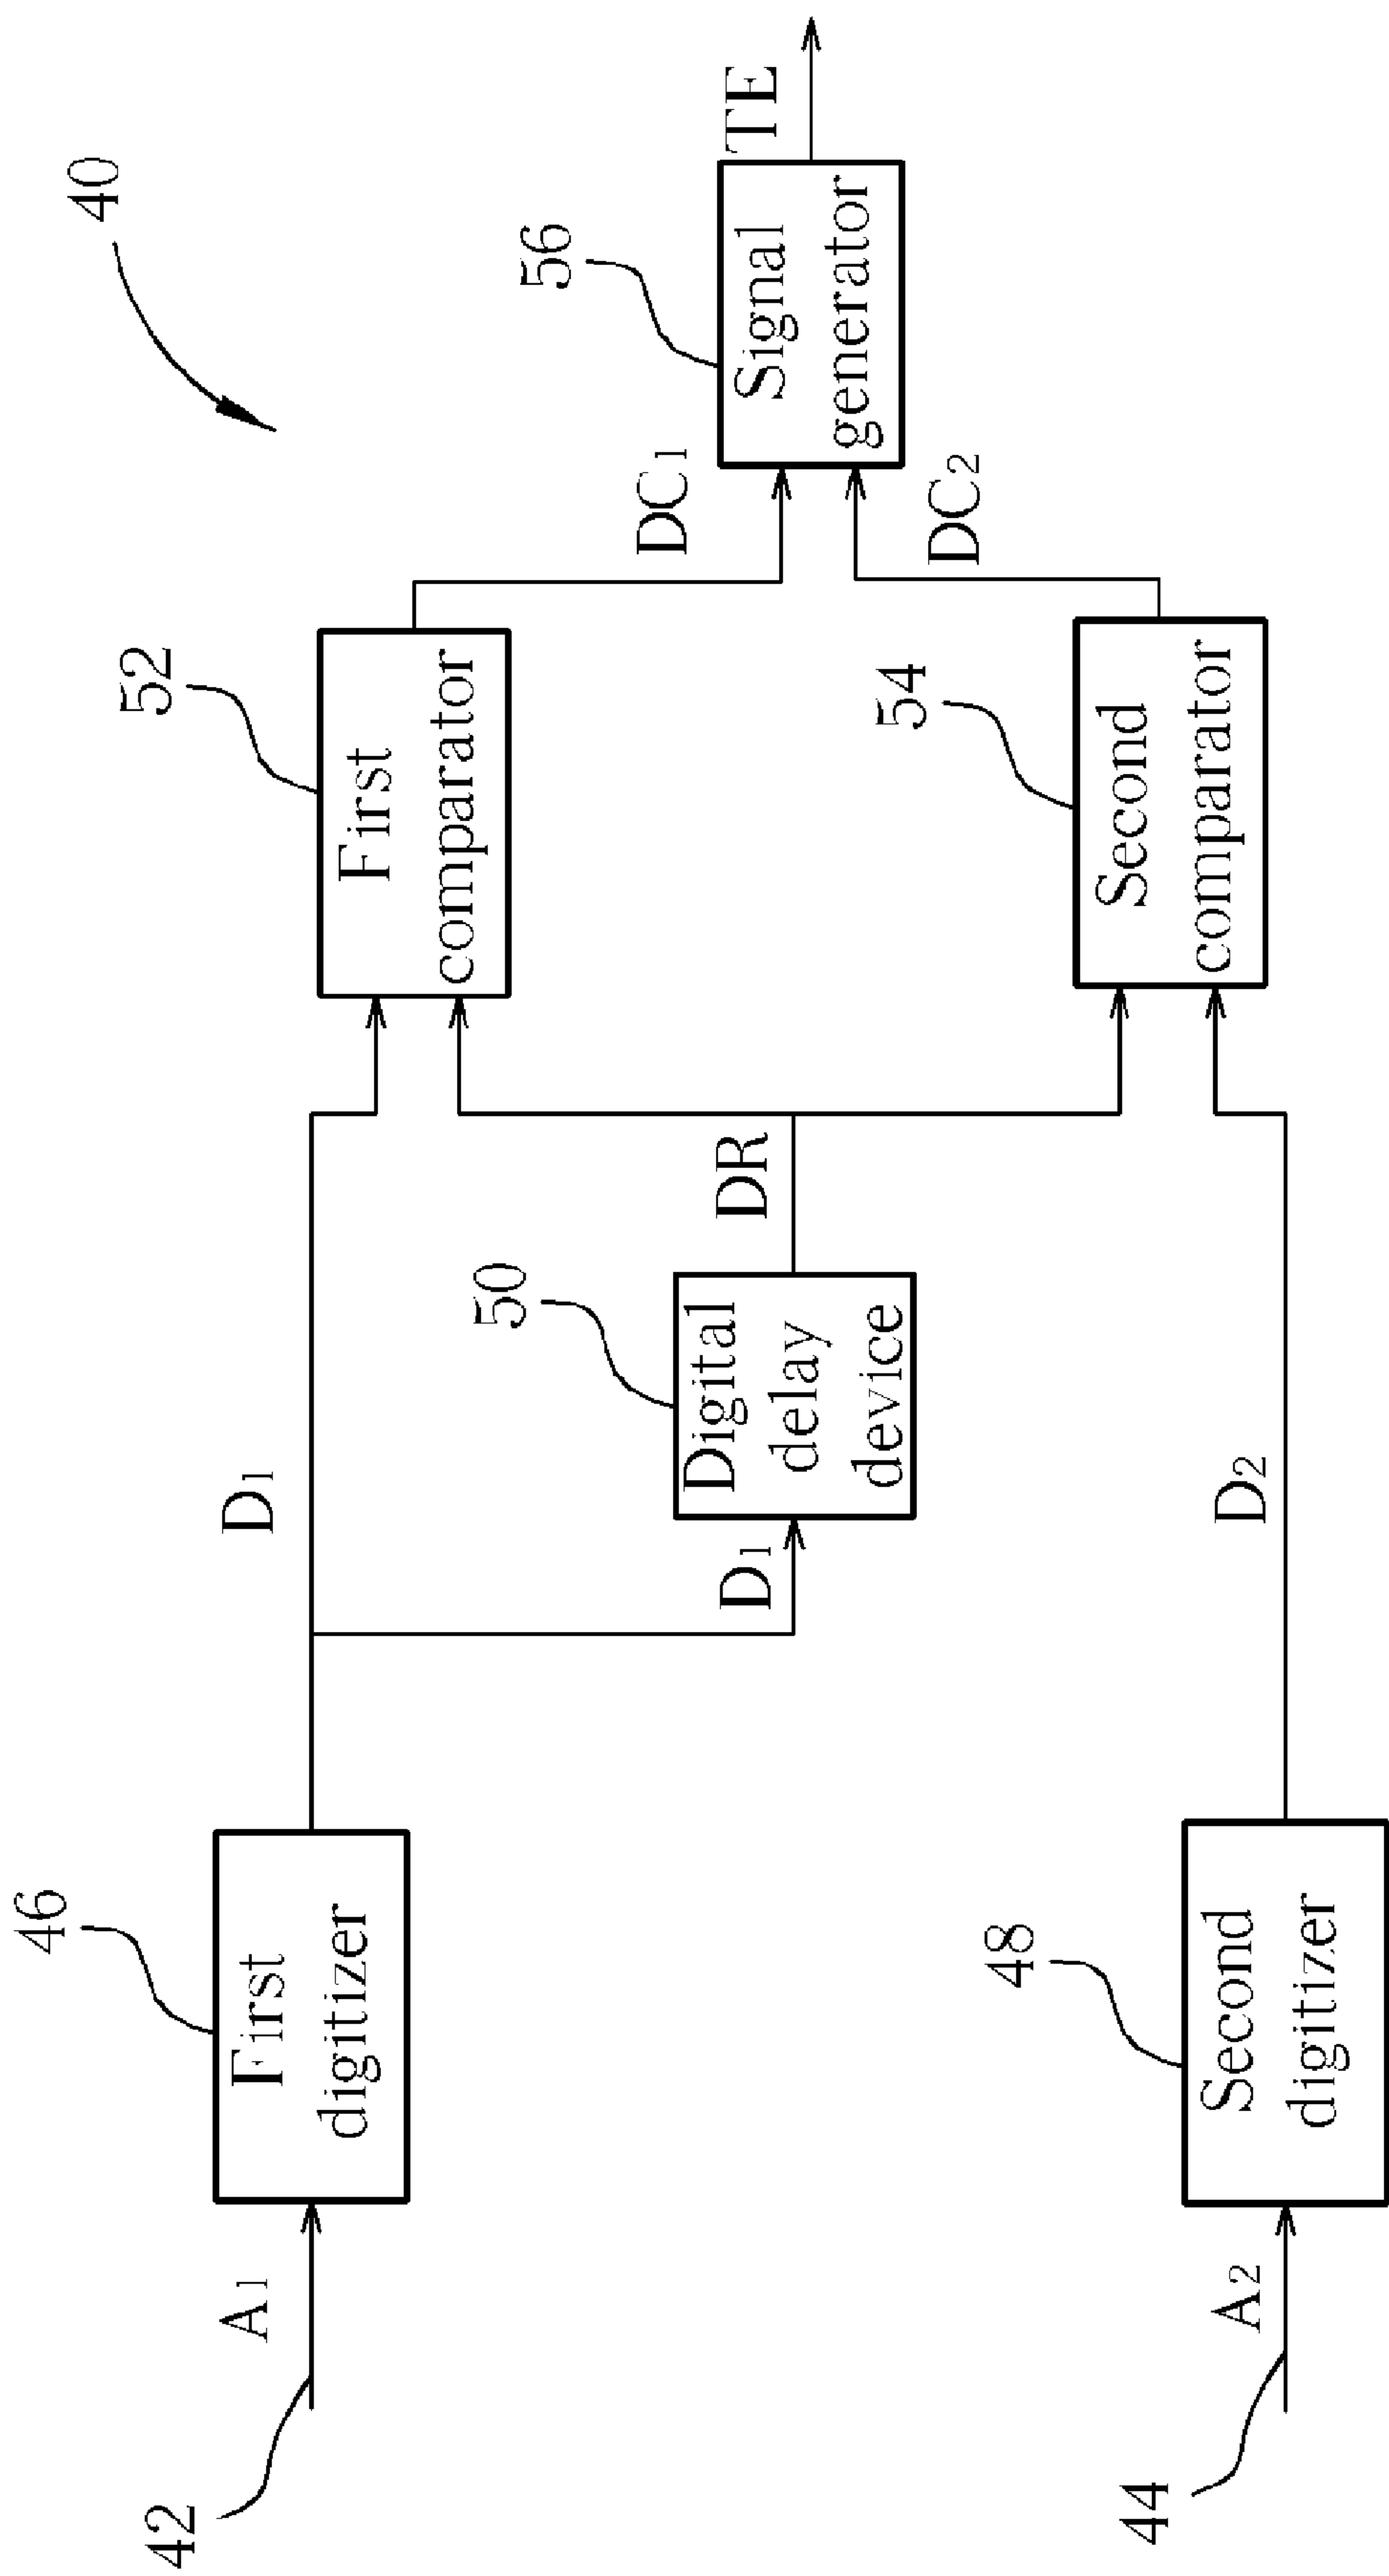 40
42
A1
46
First
digitizer
D1
52
First
comparator
DC1
50
D1
Digital
delay
device
DR
56
Signal
generator
TE
44
A2
48
Second
digitizer
D2
54
Second
comparator
DC2